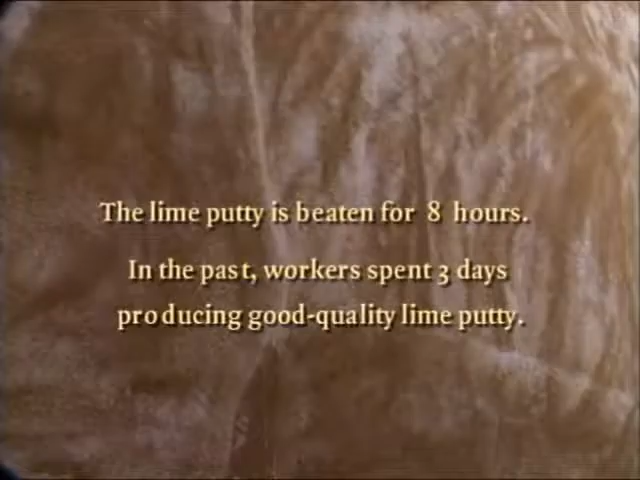 The lime putty is beaten for 8 hours.
In the past, workers spent 3 days
producing good-quality lime putty.